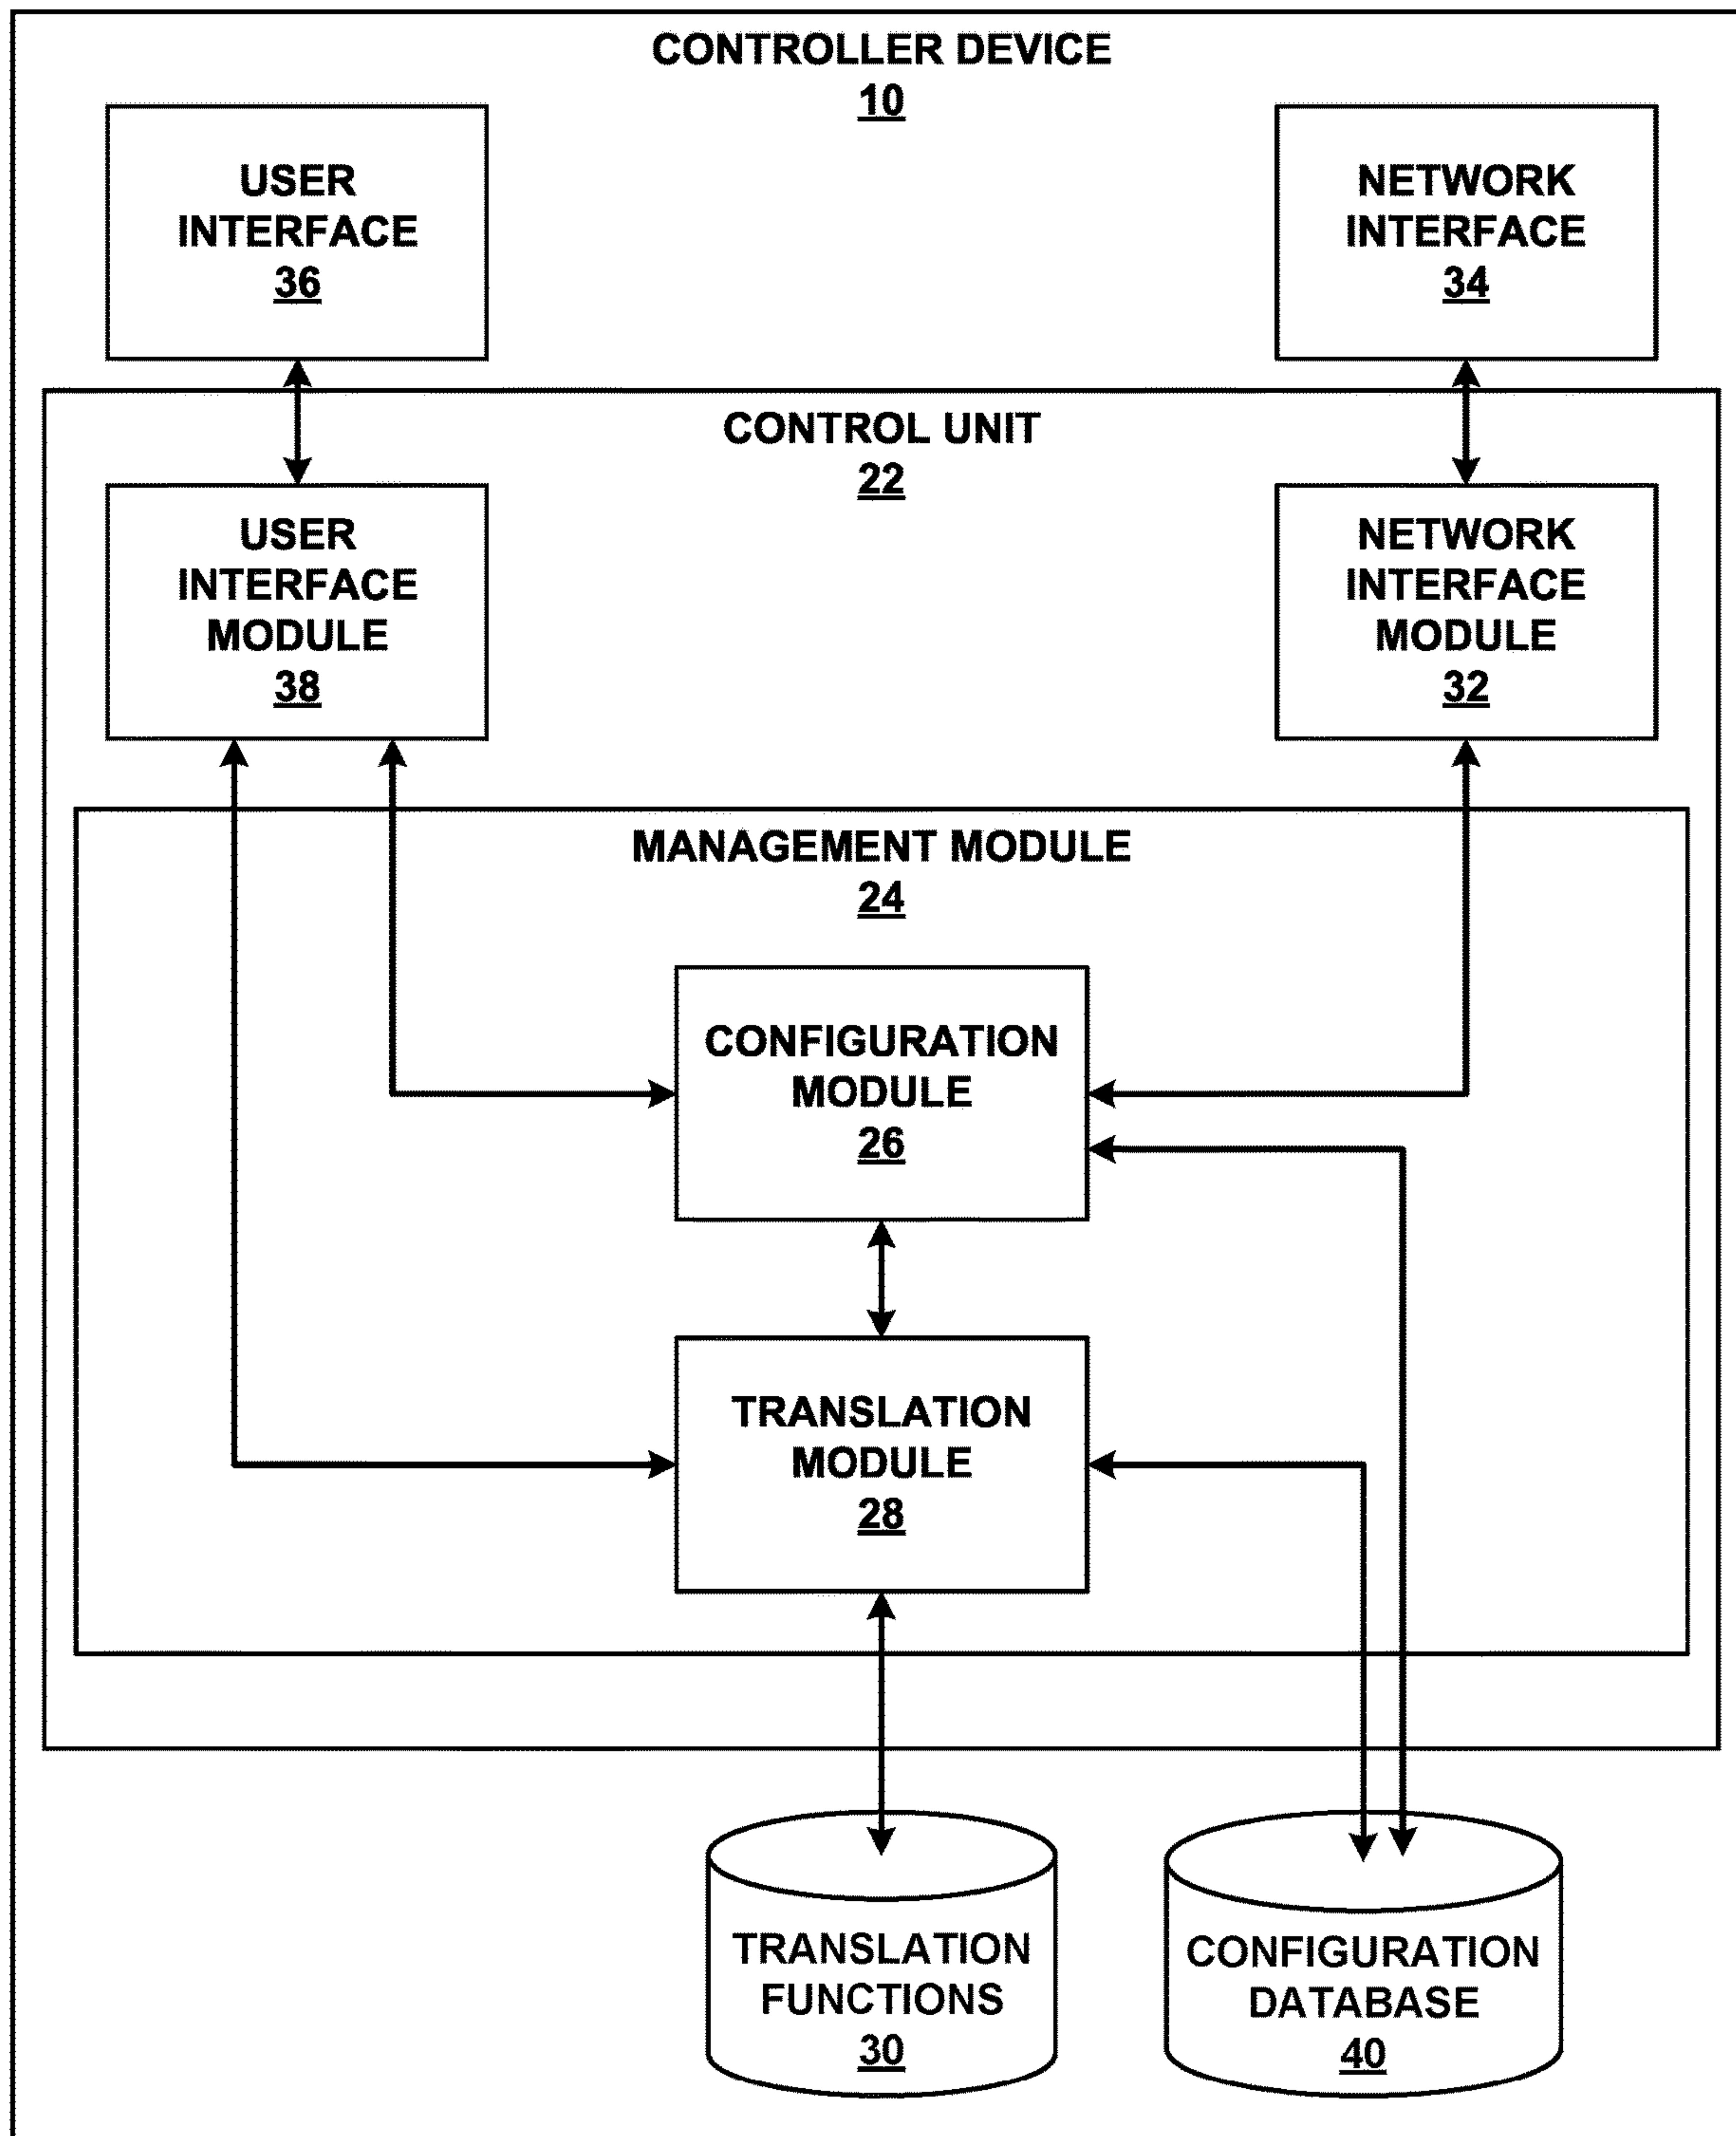 CONTROLLER DEVICE
10
USER
INTERFACE
36
NETWORK
INTERFACE
34
CONTROL UNIT
22
USER
INTERFACE
MODULE
38
NETWORK
INTERFACE
MODULE
32
MANAGEMENT MODULE
24
CONFIGURATION
MODULE
26
TRANSLATION
MODULE
28
TRANSLATION
FUNCTIONS
30
CONFIGURATION
DATABASE
40